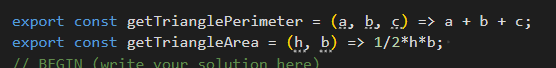 export const getTrianglePerimeter = (a, b, c) => a + b + c;
export const getTriangleArea = (h, b) => 1/2*h*b;
// BEGIN (write your solution here)